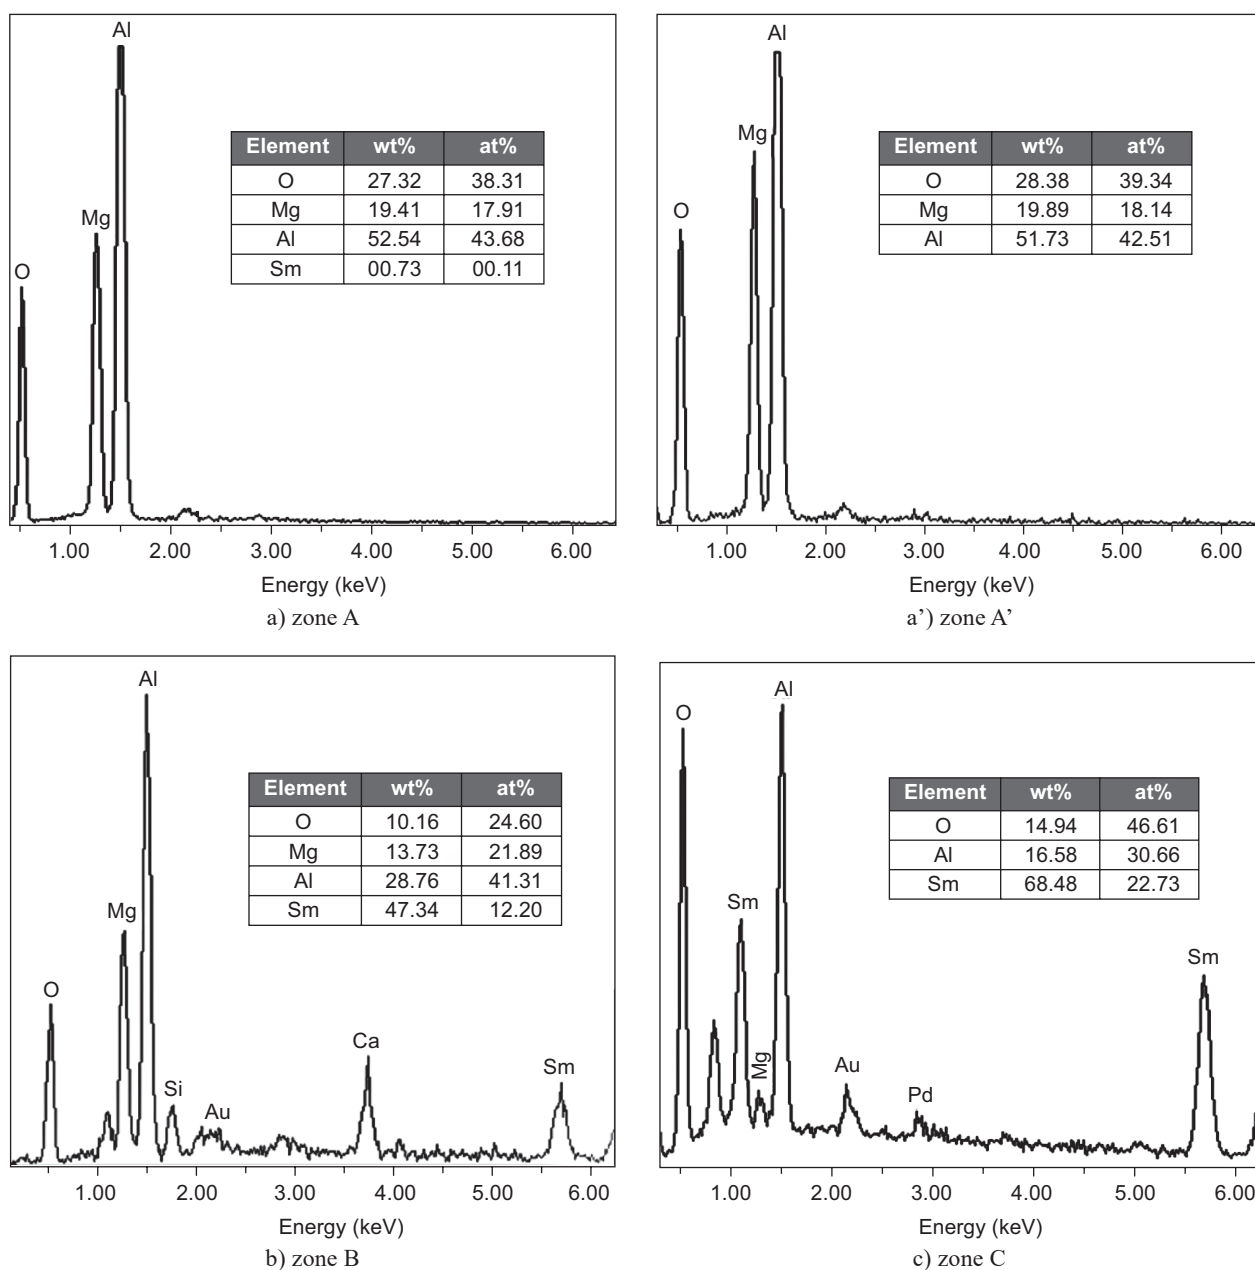 Al
Mg
O
Element wt% at%
O 27.32 38.31
Mg 19.41 17.91
Al 52.54 43.68
Sm 00.73 00.11
1.00 2.00 3.00 4.00 5.00 6.00
Energy (keV)
a) zone A
Al
Mg
O
Element wt% at%
O 28.38 39.34
Mg 19.89 18.14
Al 51.73 42.51
1.00 2.00 3.00 4.00 5.00 6.00
Energy (keV)
a’) zone A’
Al
Mg
O
Si
Au
Ca
Sm
Element wt% at%
O 10.16 24.60
Mg 13.73 21.89
Al 28.76 41.31
Sm 47.34 12.20
1.00 2.00 3.00 4.00 5.00 6.00
Energy (keV)
b) zone B
Al
O
Sm
Mg
Au
Pd
Sm
Element wt% at%
O 14.94 46.61
Al 16.58 30.66
Sm 68.48 22.73
1.00 2.00 3.00 4.00 5.00 6.00
Energy (keV)
c) zone C